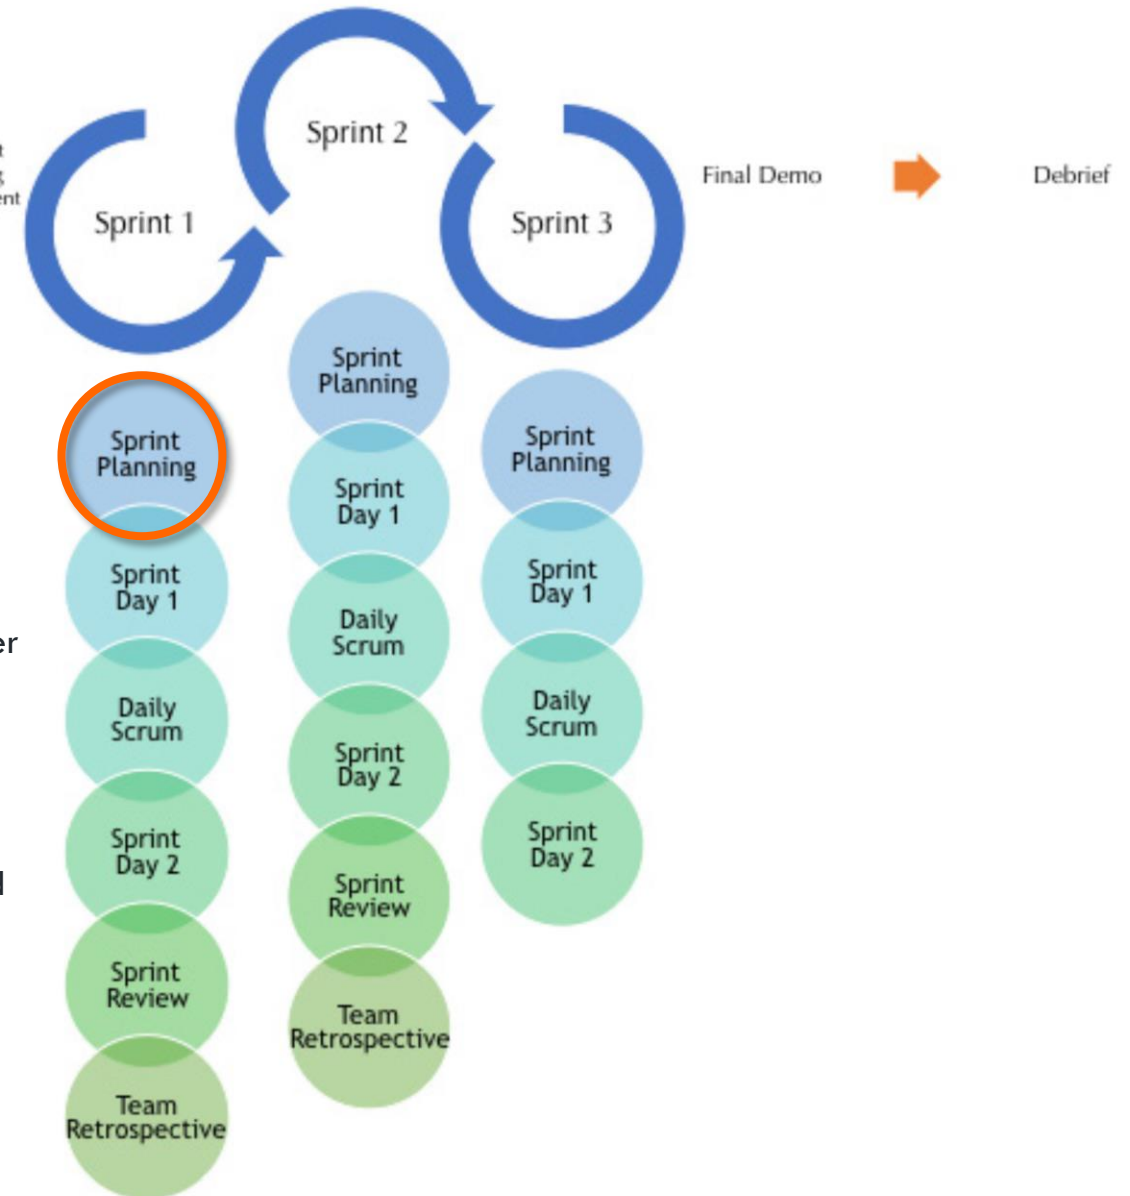 Sprint 2
Sprint 1
Sprint 3
Final Demo
Debrief
Sprint
Planning
Sprint
Day 1
Daily
Scrum
Sprint
Day 2
Sprint
Review
Team
Retrospective
Sprint
Planning
Sprint
Day 1
Daily
Scrum
Sprint
Day 2
Sprint
Review
Team
Retrospective
Sprint
Planning
Sprint
Day 1
Daily
Scrum
Sprint
Day 2